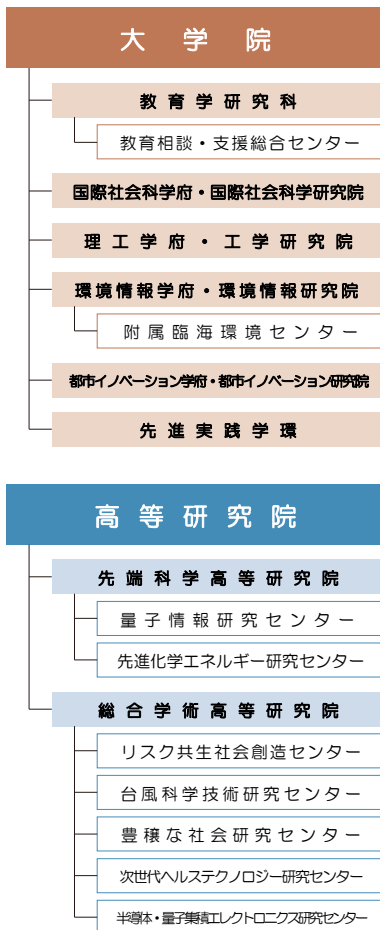 大学院
教育学研究科
教育相談・支援総合センター
国際社会科学府・国際社会科学研究院
理工学府・工学研究院
環境情報学府・環境情報研究院
附属臨海環境センター
都市イノベーション学府・都市イノベーション研究院
先進実践学環
高等研究院
先端科学高等研究院
量子情報研究センター
先進化学エネルギー研究センター
総合学術高等研究院
リスク共生社会創造センター
台風科学技術研究センター
豊穣な社会研究センター
次世代ヘルステクノロジー研究センター
半導体・量子集積エレクトロニクス研究センター